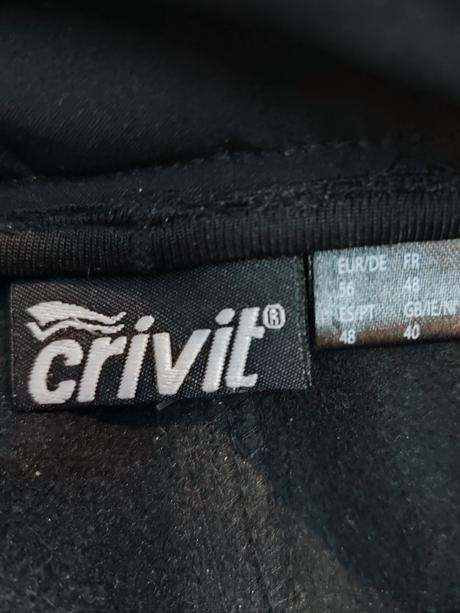 crivit®
EUR/DE FR
56 48
ES/PT GB/IE/
48 40